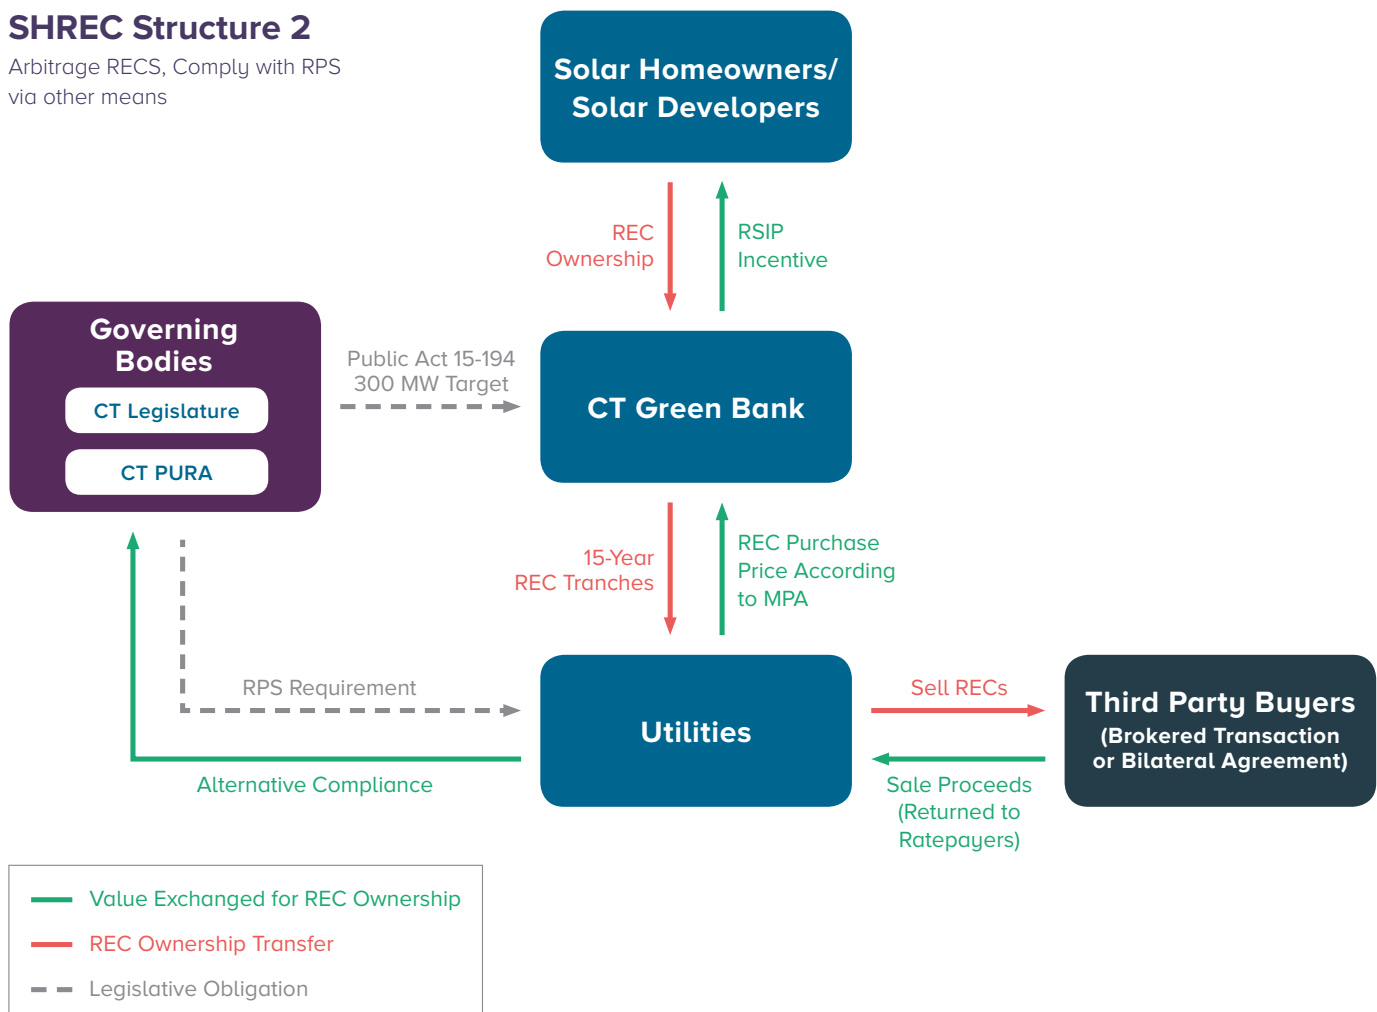 SHREC Structure 2
Arbitrage RECS, Comply with RPS
via other means
Solar Homeowners/
Solar Developers
REC
Ownership
RSIP
Incentive
Governing
Bodies
CT Legislature
CT PURA
Public Act 15-194
300 MW Target
CT Green Bank
15-Year
REC Tranches
REC Purchase
Price According
to MPA
RPS Requirement
Alternative Compliance
Utilities
Sell RECs
Sale Proceeds
(Returned to
Ratepayers)
Third Party Buyers
(Brokered Transaction
or Bilateral Agreement)
Value Exchanged for REC Ownership
REC Ownership Transfer
Legislative Obligation